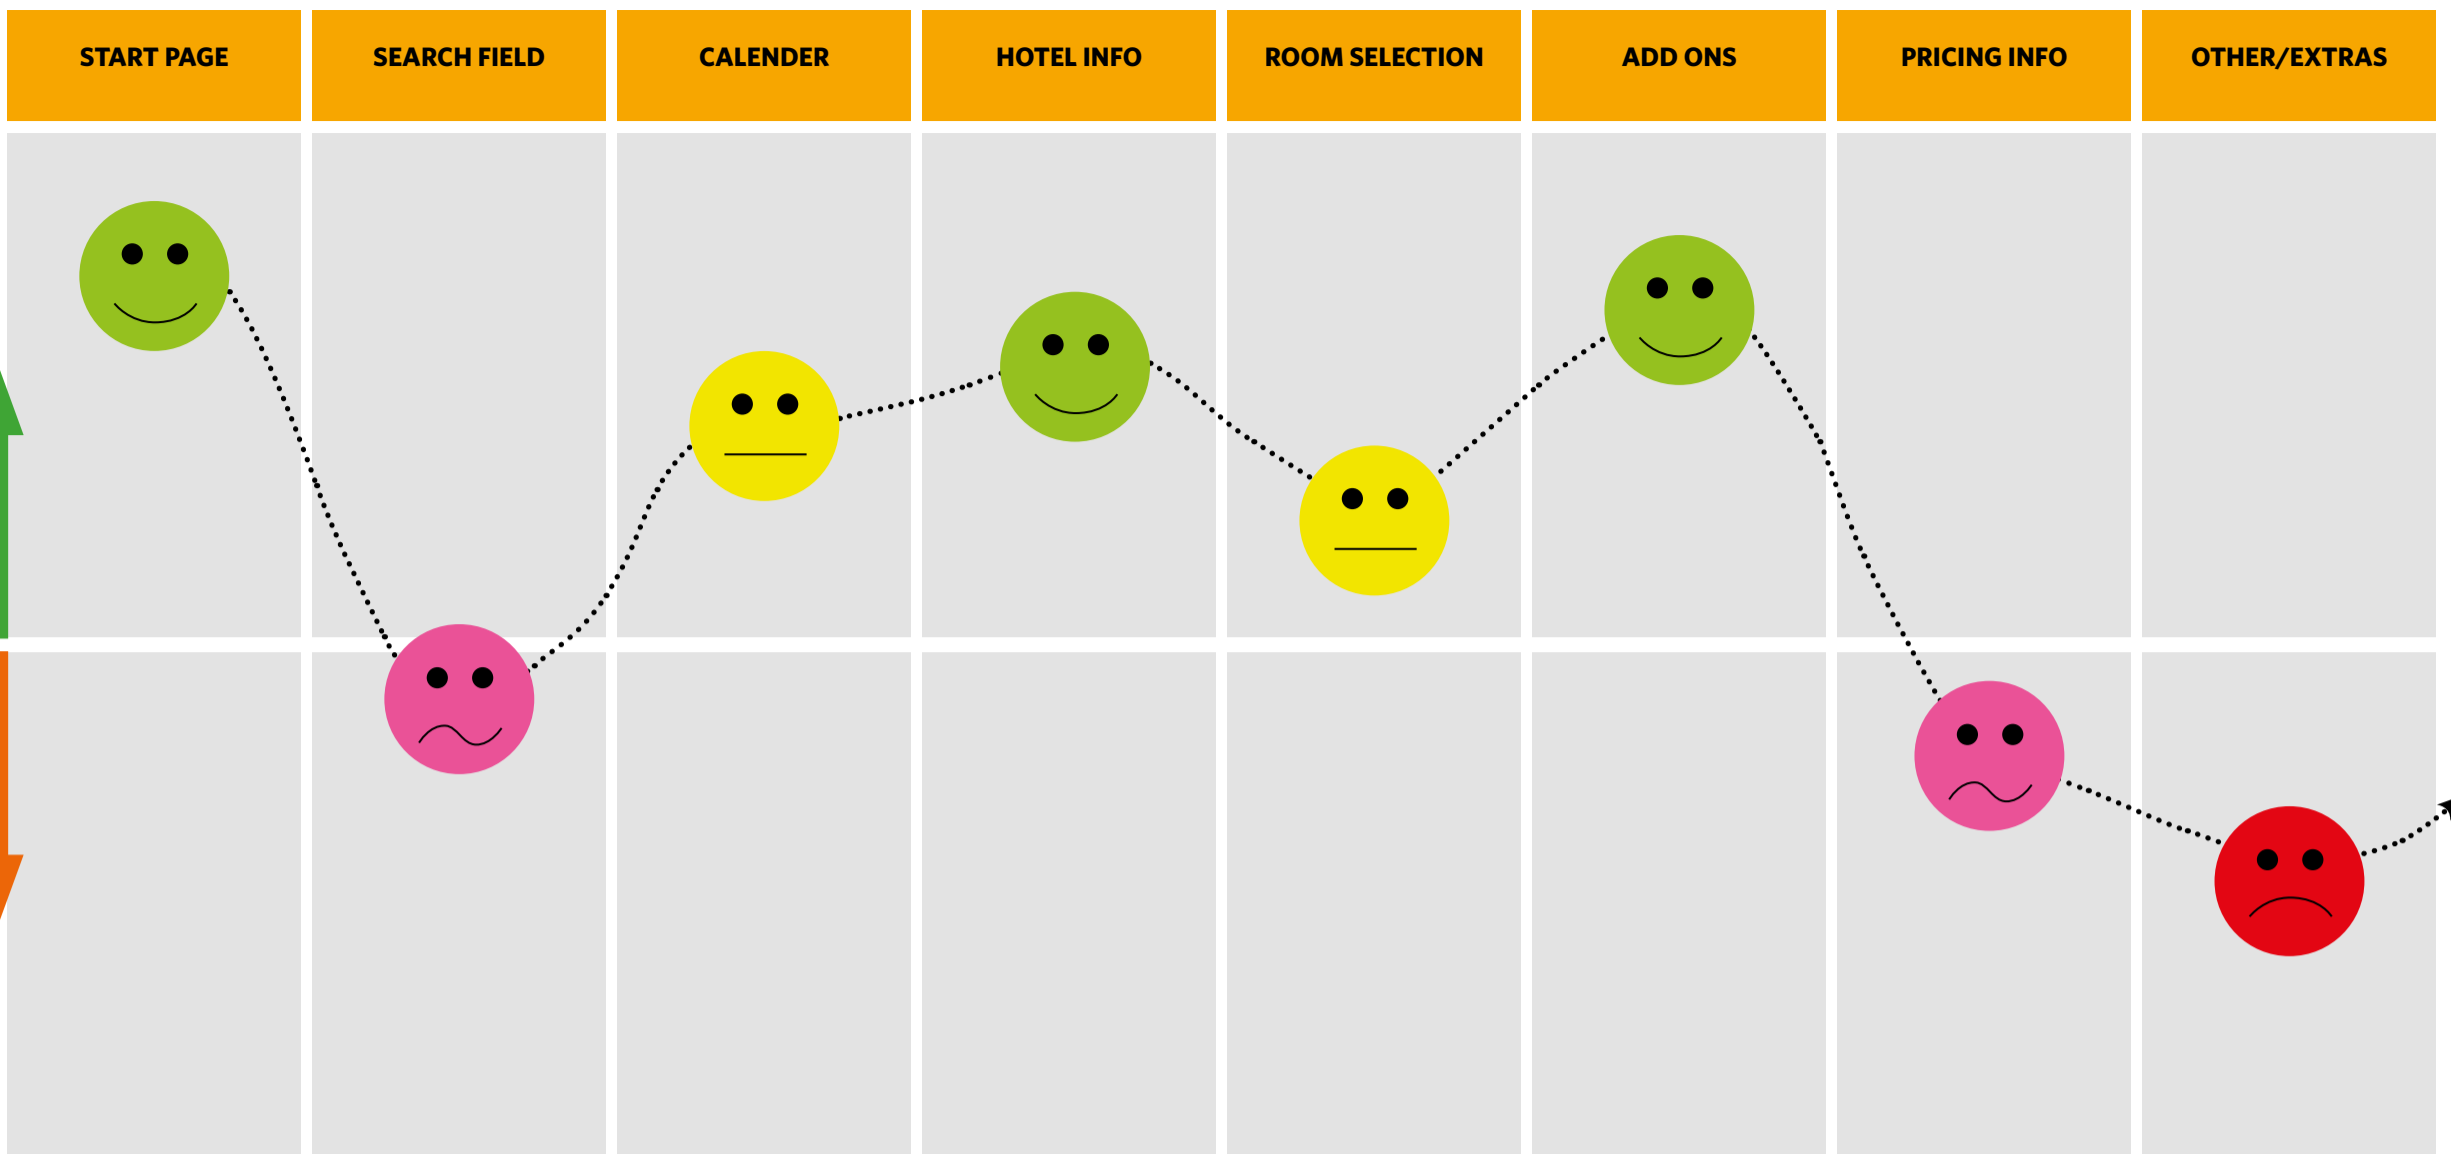 START PAGE
SEARCH FIELD
CALENDER
HOTEL INFO
ROOM SELECTION
ADD ONS
PRICING INFO
OTHER/EXTRAS